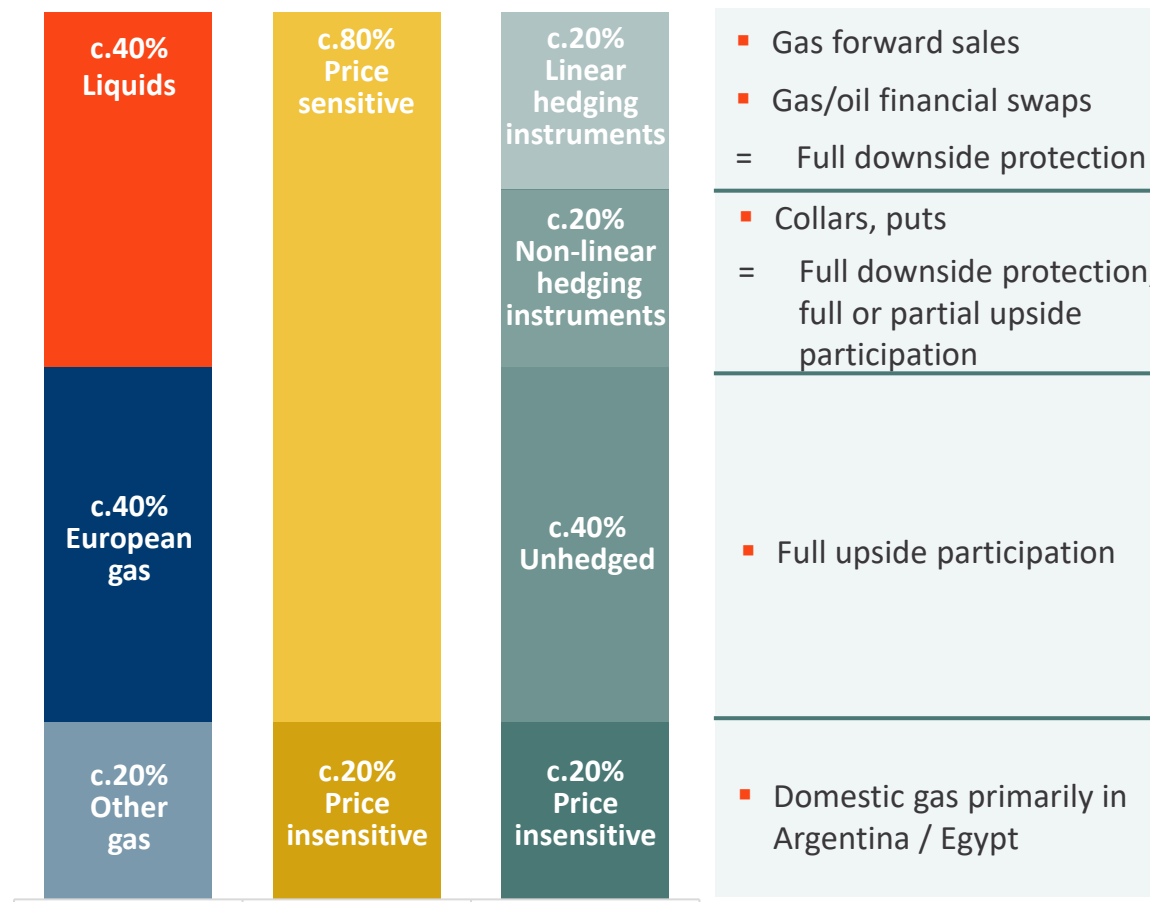 c.40%
Liquids
c.40%
European
gas
c.20%
Other
gas
c.80%
Price
sensitive
c.20%
Price
insensitive
c.20%
Linear
hedging
instruments
c.20%
Non-linear
hedging
instruments
c.40%
Unhedged
c.20%
Price
insensitive
▪ Gas forward sales
▪ Gas/oil financial swaps
= Full downside protection
▪ Collars, puts
= Full downside protection,
full or partial upside
participation
▪ Full upside participation
▪ Domestic gas primarily in
Argentina / Egypt